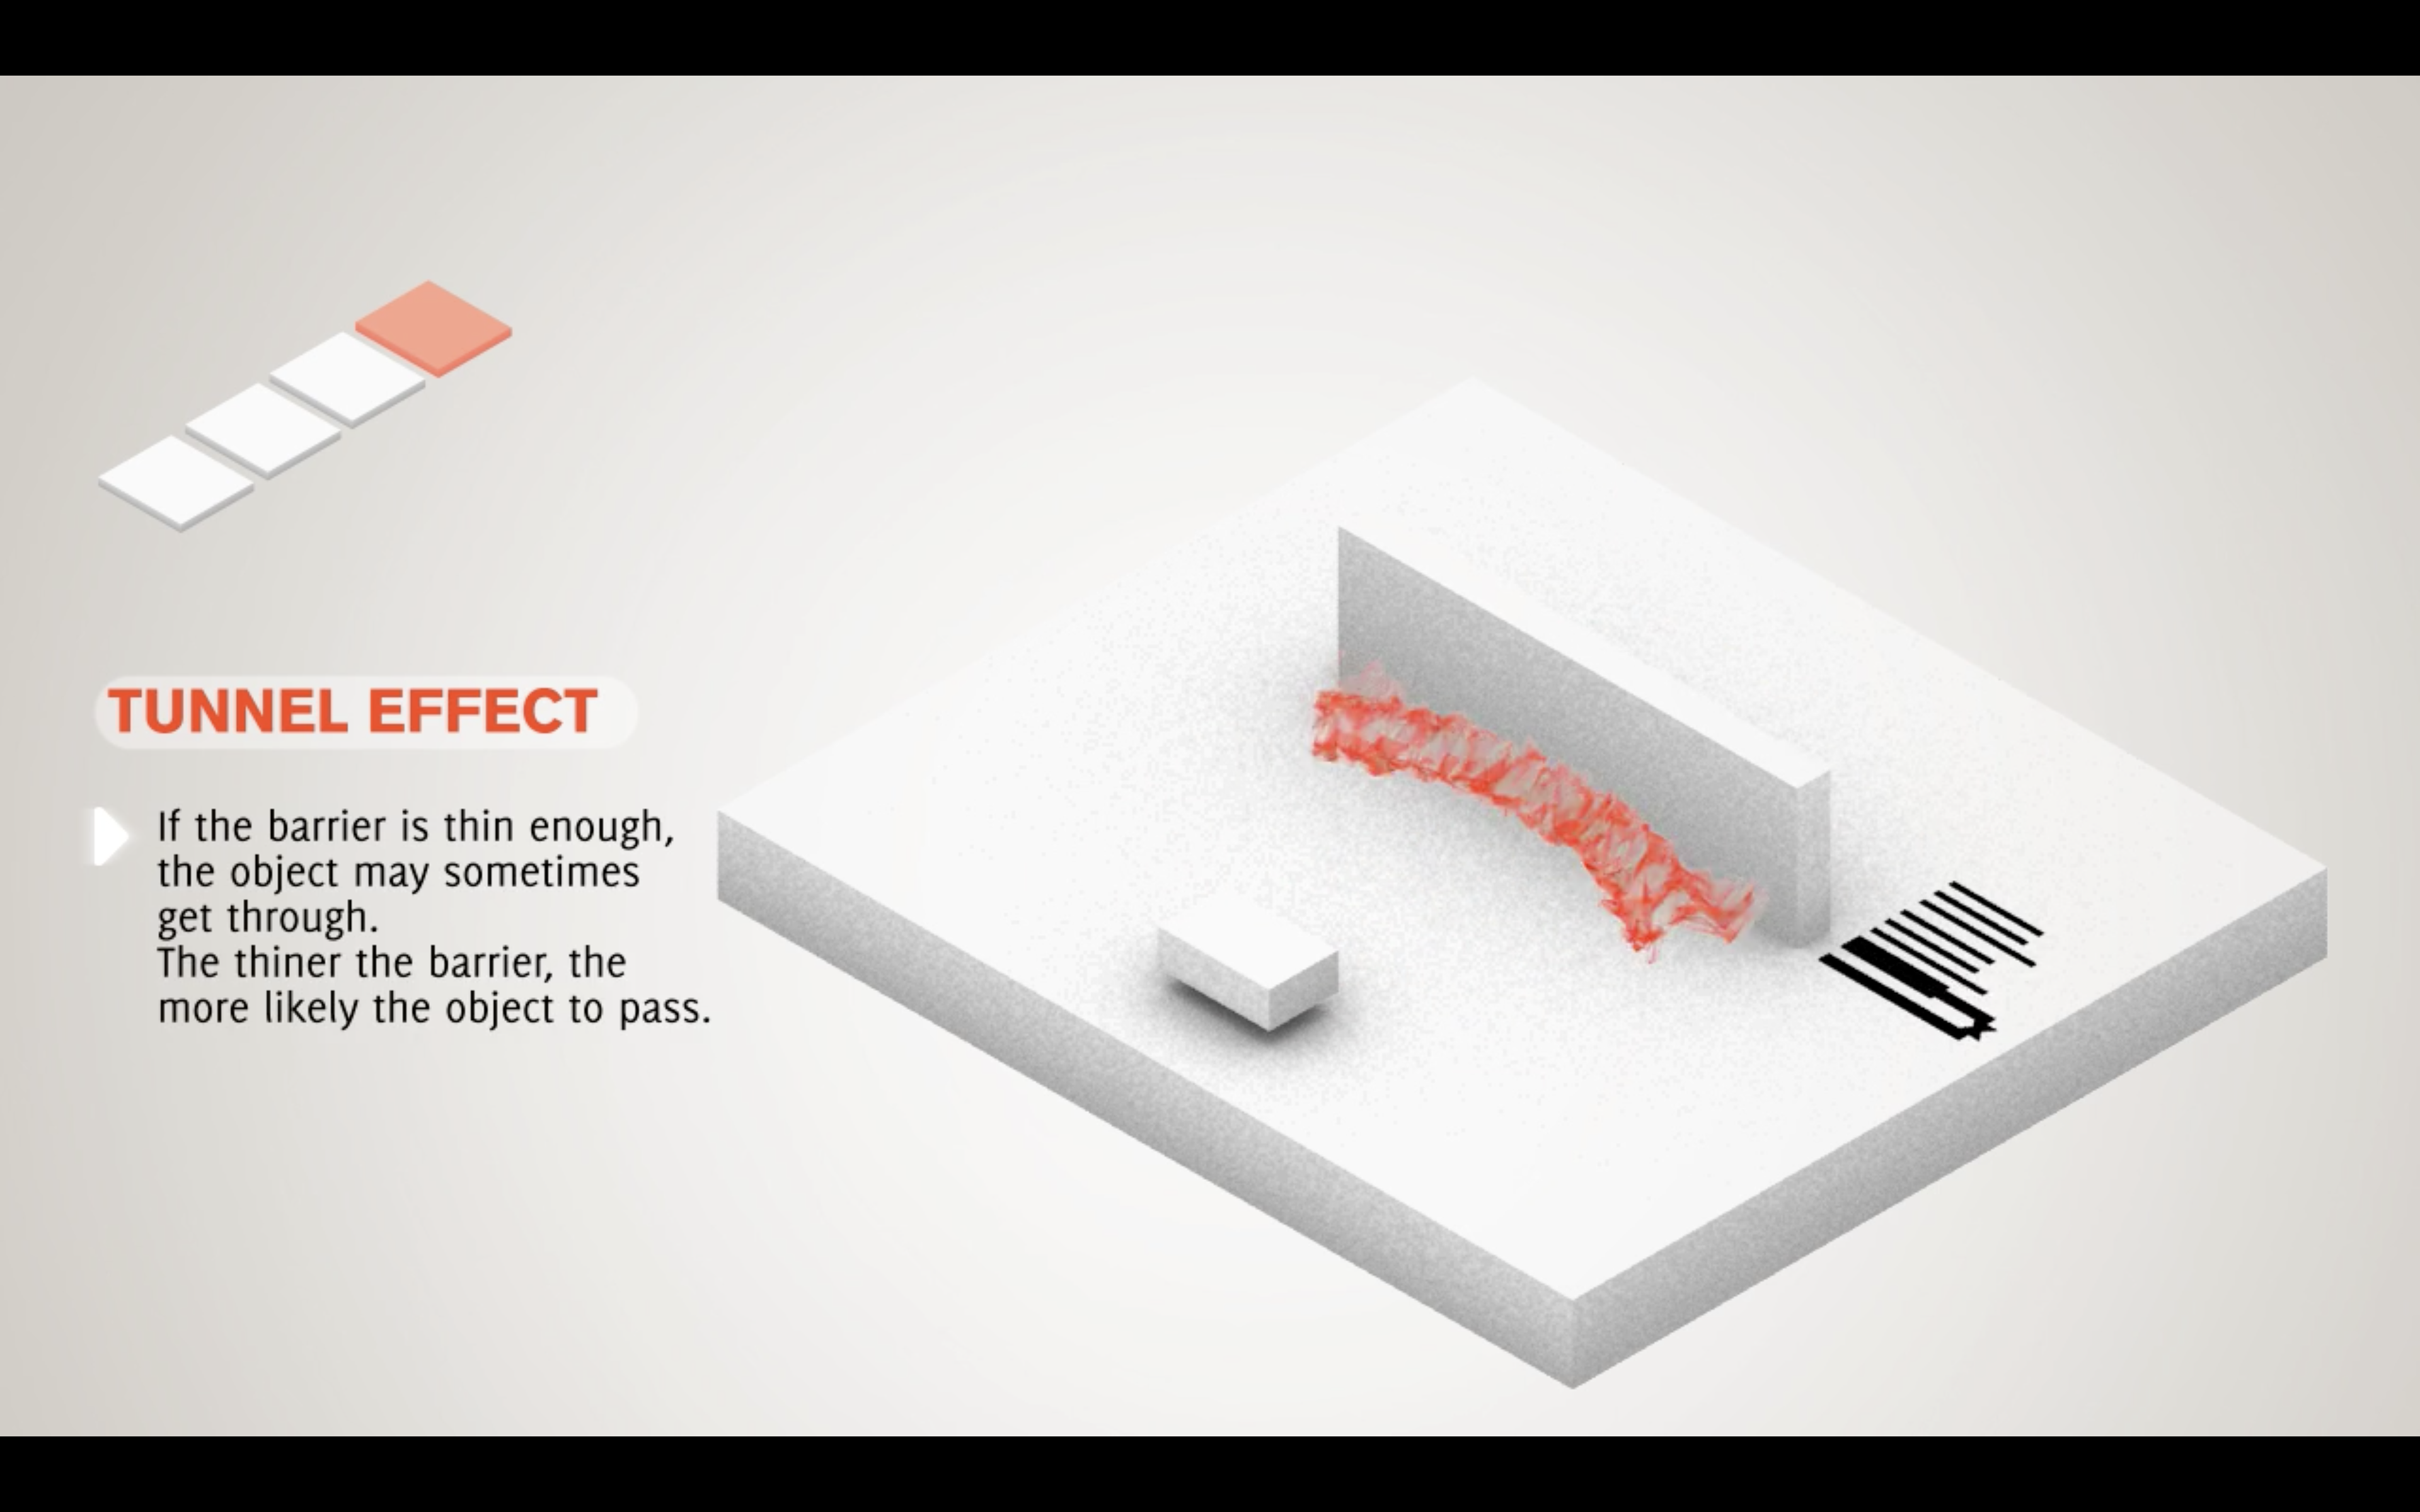 TUNNEL EFFECT
If the barrier is thin enough,
the object may sometimes
get through.
The thiner the barrier, the
more likely the object to pass.